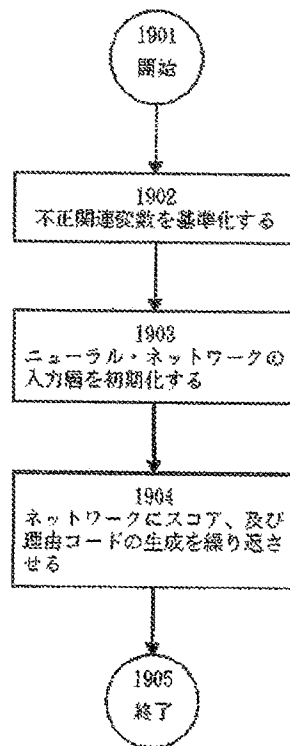 1901
開始
1902
不正関連変数を基準化する
1903
ニューラル・ネットワークの
入力層を初期化する
1904
ネットワークにスコア、及び
理由コードの生成を繰り返さ
せる
1905
終了